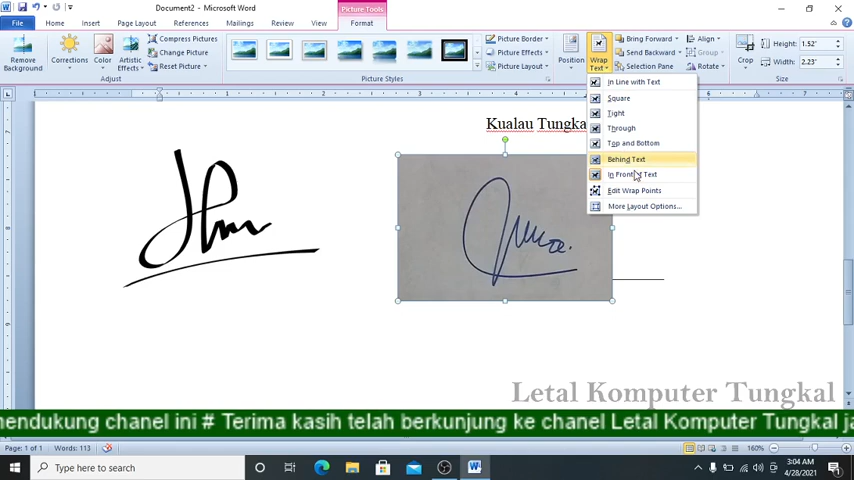 Document2 - Microsoft Word
Picture Tools
File
Home
Insert
Page Layout
References
Mailings
Review
View
Format
Remove Background
Corrections
Color
Artistic Effects
Compress Pictures
Change Picture
Reset Picture
Adjust
Picture Styles
Picture Border
Picture Effects
Picture Layout
Position
Wrap Text
Bring Forward
Send Backward
Selection Pane
Align
Group
Rotate
Crop
Height: 1.52"
Width: 2.23"
Size
In Line with Text
Square
Tight
Through
Top and Bottom
Behing Text
In Front of Text
Edit Wrap Points
More Layout Options...
Kualau Tungka
Letal Komputer Tungkal
mendukung chanel ini # Terima kasih telah berkunjung ke chanel Letal Komputer Tungkal ja
Page: 1 of 1
Words: 113
160%
Type here to search
3:04 AM
4/28/2021